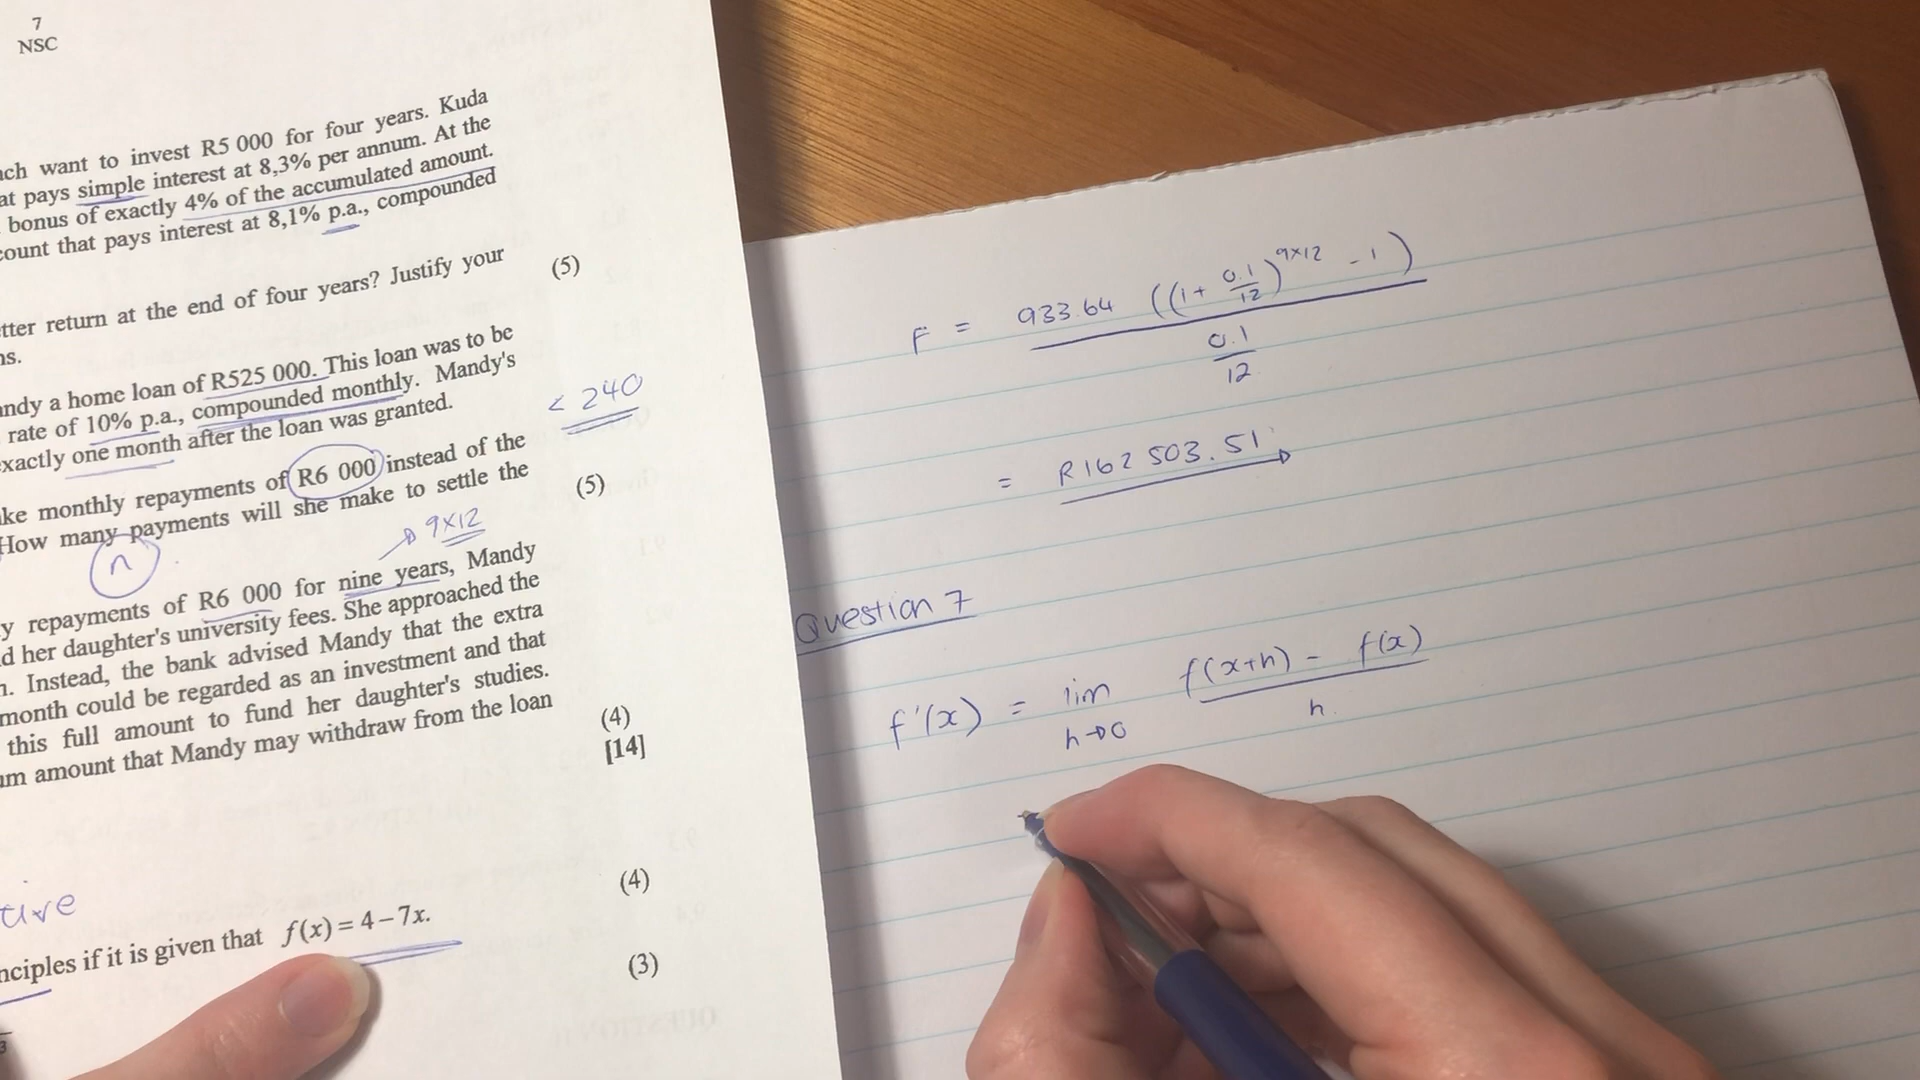 7
NSC
ch want to invest R5 000 for four years. Kuda
at pays simple interest at 8,3% per annum. At the
bonus of exactly 4% of the accumulated amount.
count that pays interest at 8,1% p.a., compounded
tter return at the end of four years? Justify your (5)
ns.
ndy a home loan of R525 000. This loan was to be
rate of 10% p.a., compounded monthly. Mandy's
xactly one month after the loan was granted.
< 240
ke monthly repayments of R6 000 instead of the
How many payments will she make to settle the (5)
n
9×12
y repayments of R6 000 for nine years, Mandy
d her daughter's university fees. She approached the
n. Instead, the bank advised Mandy that the extra
month could be regarded as an investment and that
this full amount to fund her daughter's studies.
um amount that Mandy may withdraw from the loan (4)
[14]
(4)
tive
nciples if it is given that f(x) = 4 – 7x.
(3)
3
F = 933.64 ((1 + 0.1/12)^9×12 - 1) / (0.1/12)
= R162 503.51
Question 7
f'(x) = lim h→0 f(x+h) - f(x) / h